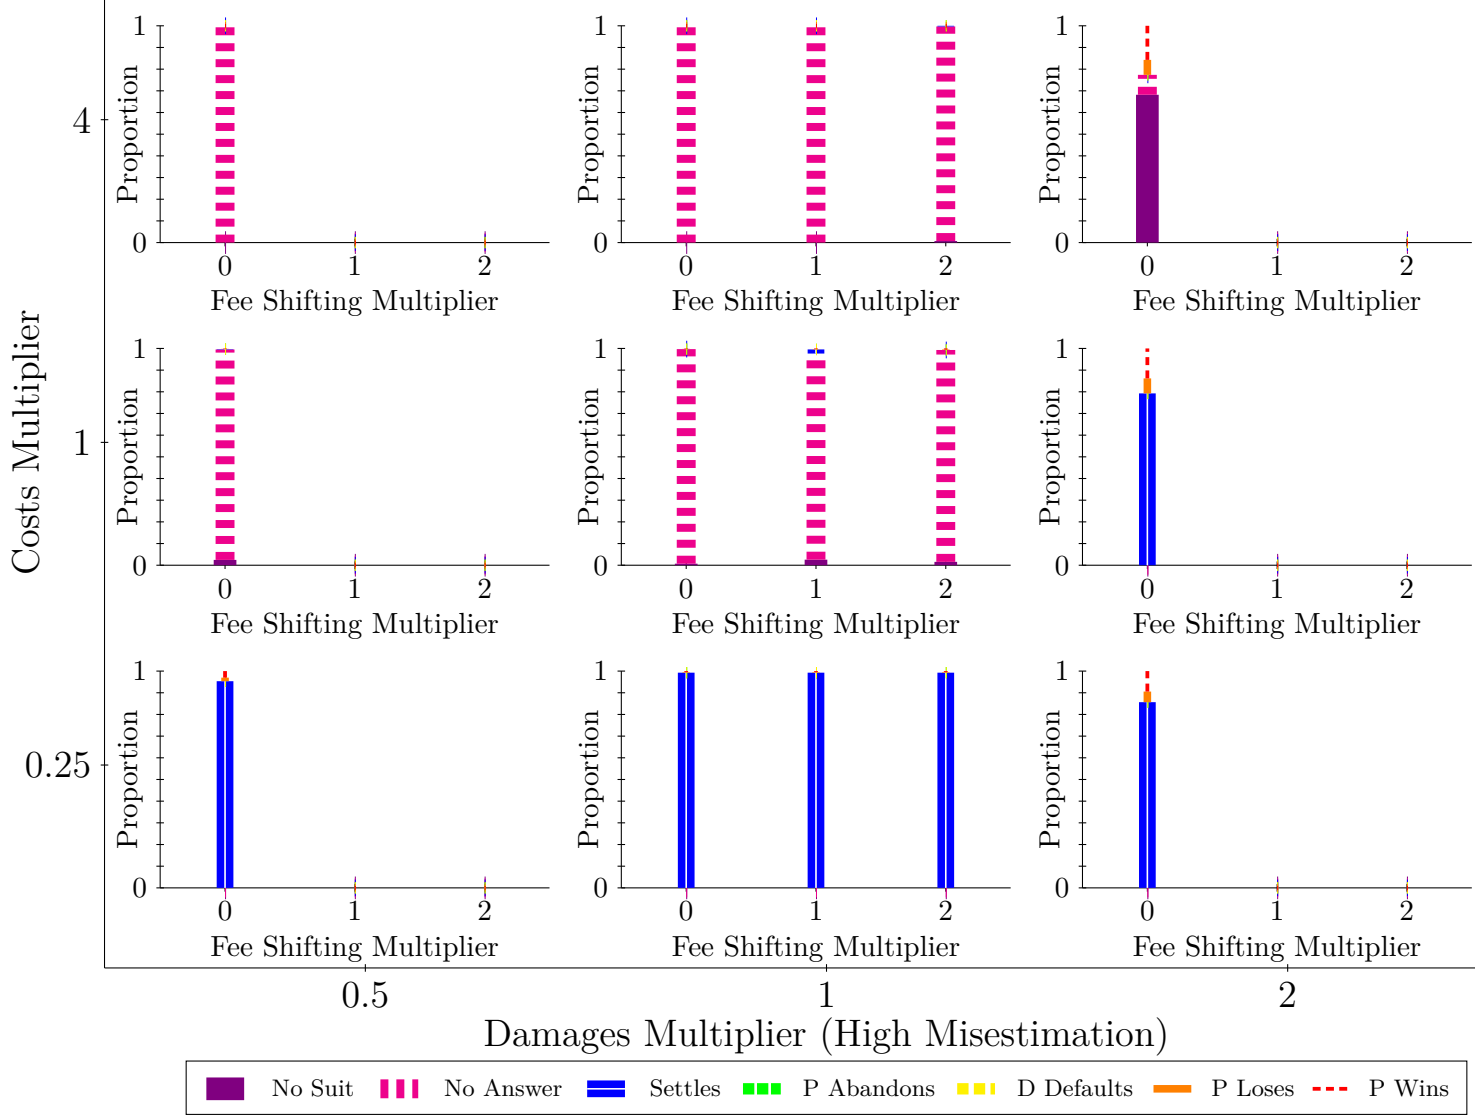 1 1 1
Proportion Proportion Proportion
4
0 0 0
0 1 2 0 1 2 0 1 2
Fee Shifting Multiplier Fee Shifting Multiplier Fee Shifting Multiplier
Costs Multiplier
1 1 1
Proportion Proportion Proportion
1
0 0 0
0 1 2 0 1 2 0 1 2
Fee Shifting Multiplier Fee Shifting Multiplier Fee Shifting Multiplier
1 1 1
Proportion Proportion Proportion
0.25
0 0 0
0 1 2 0 1 2 0 1 2
Fee Shifting Multiplier Fee Shifting Multiplier Fee Shifting Multiplier
0.5 1 2
Damages Multiplier (High Misestimation)
No Suit No Answer Settles P Abandons D Defaults P Loses P Wins